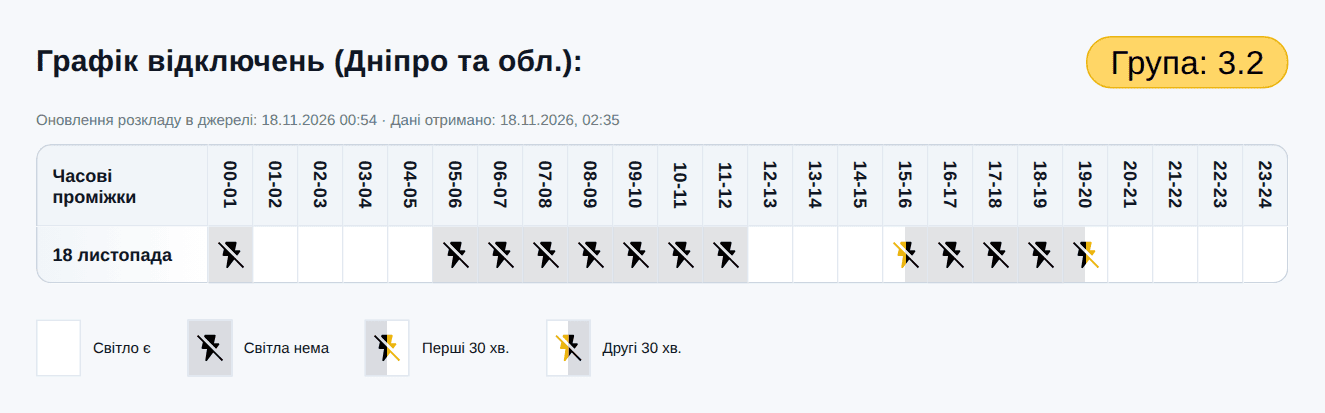 Графік відключень (Дніпро та обл.):
Група: 3.2
Оновлення розкладу в джерелі: 18.11.2026 00:54 · Дані отримано: 18.11.2026, 02:35
Часові
проміжки
00-01
01-02
02-03
03-04
04-05
05-06
06-07
07-08
08-09
09-10
10-11
11-12
12-13
13-14
14-15
15-16
16-17
17-18
18-19
19-20
20-21
21-22
22-23
23-24
18 листопада
Світло є
Світла нема
Перші 30 хв.
Другі 30 хв.